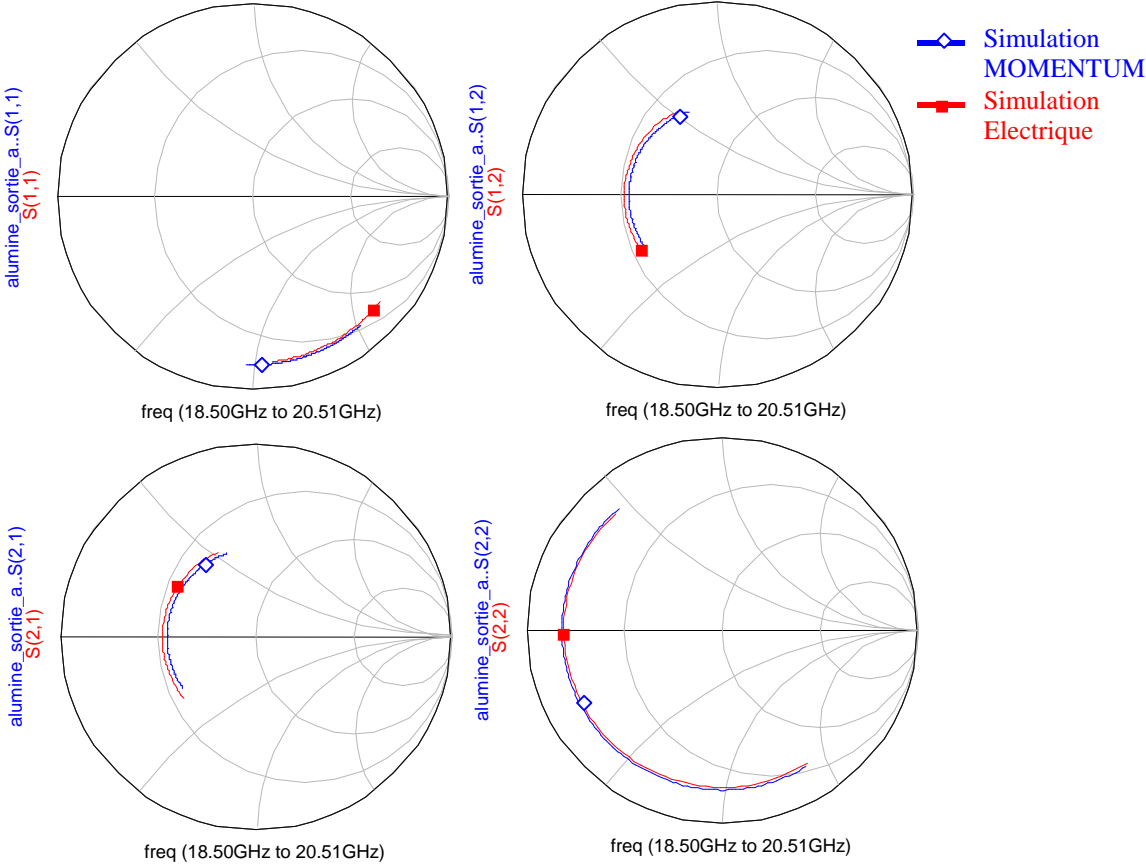 alumine_sortie_a..S(1,1)
S(1,1)
freq (18.50GHz to 20.51GHz)
alumine_sortie_a..S(1,2)
S(1,2)
freq (18.50GHz to 20.51GHz)
Simulation
MOMENTUM
Simulation
Electrique
alumine_sortie_a..S(2,1)
S(2,1)
freq (18.50GHz to 20.51GHz)
alumine_sortie_a..S(2,2)
S(2,2)
freq (18.50GHz to 20.51GHz)